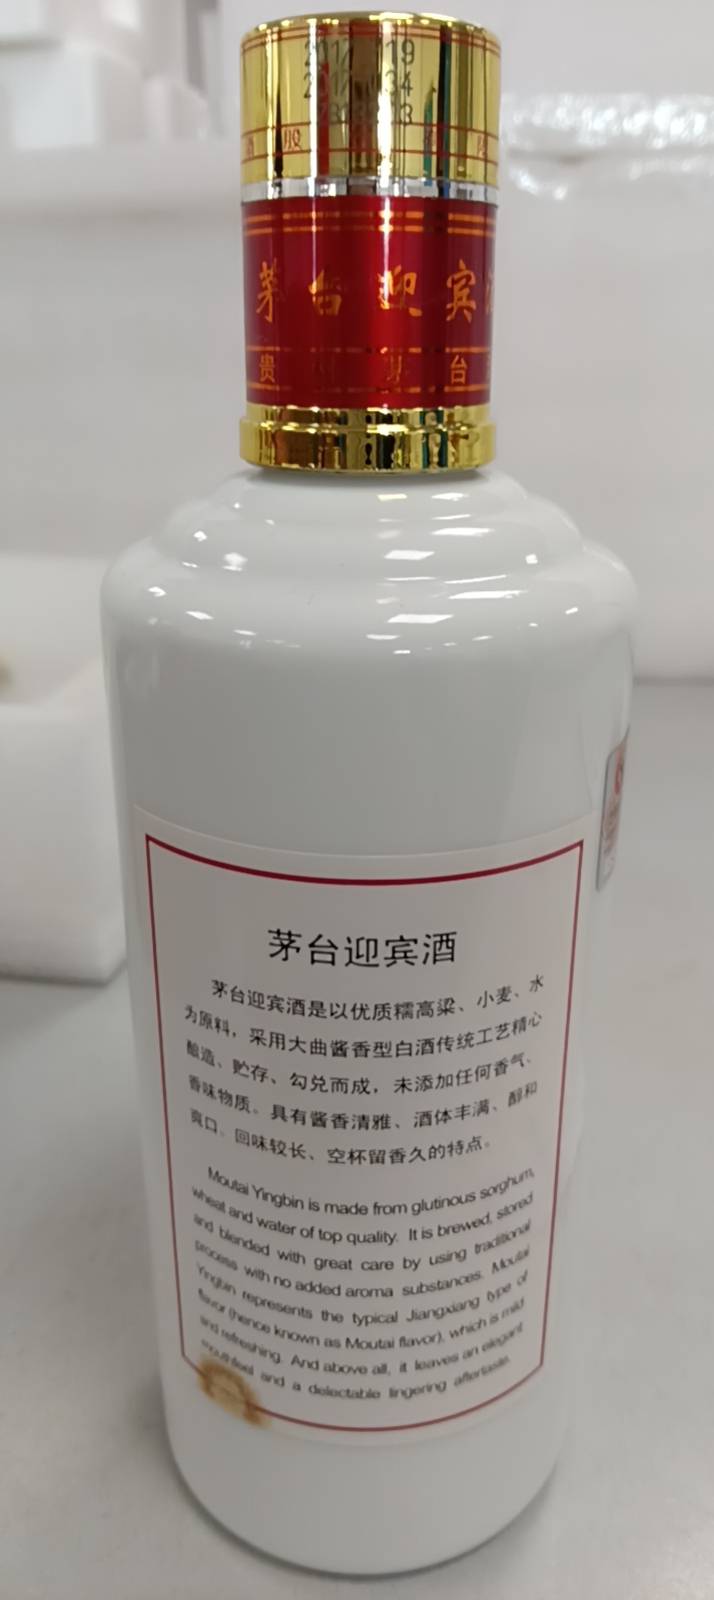 茅台迎宾
贵州茅台
茅台迎宾酒
茅台迎宾酒是以优质糯高粱、小麦、水
为原料，采用大曲酱香型白酒传统工艺精心
酿造、贮存、勾兑而成，未添加任何香气、
香味物质。具有酱香清雅、酒体丰满、醇和
爽口、回味较长、空杯留香久的特点。
Moutai Yingbin is made from glutinous sorghum,
wheat and water of top quality. It is brewed, stored
and blended with great care by using traditional
process with no added aroma substances. Moutai
Yingbin represents the typical Jiangxiang type of
flavor (hence known as Moutai flavor), which is mild
and refreshing. And above all, it leaves an elegant
mouthfeel and a delectable lingering aftertaste.